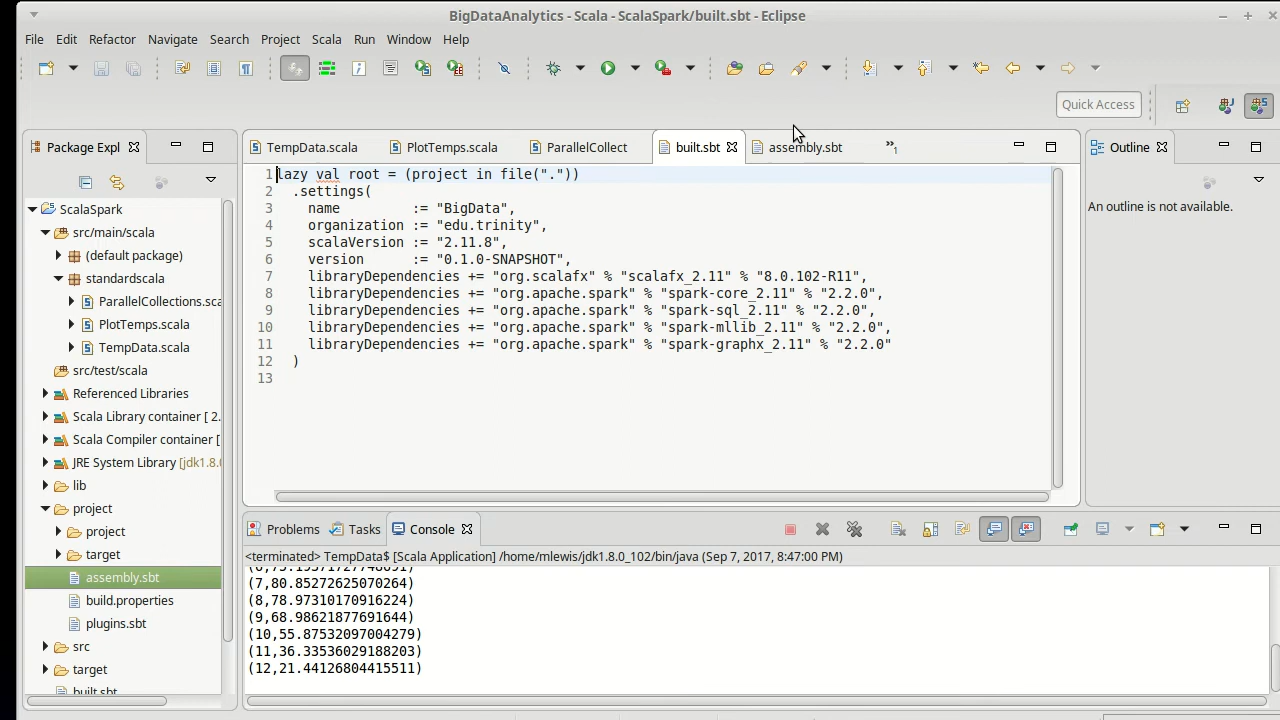 BigDataAnalytics - Scala - ScalaSpark/built.sbt - Eclipse
File Edit Refactor Navigate Search Project Scala Run Window Help
Quick Access
Package Expl
ScalaSpark
src/main/scala
(default package)
standardscala
ParallelCollections.sca
PlotTemps.scala
TempData.scala
src/test/scala
Referenced Libraries
Scala Library container [ 2.
Scala Compiler container [
JRE System Library [jdk1.8.0
lib
project
project
target
assembly.sbt
build.properties
plugins.sbt
src
target
built.sbt
TempData.scala PlotTemps.scala ParallelCollect built.sbt assembly.sbt »1
1 lazy val root = (project in file("."))
2 .settings(
3 name := "BigData",
4 organization := "edu.trinity",
5 scalaVersion := "2.11.8",
6 version := "0.1.0-SNAPSHOT",
7 libraryDependencies += "org.scalafx" % "scalafx_2.11" % "8.0.102-R11",
8 libraryDependencies += "org.apache.spark" % "spark-core_2.11" % "2.2.0",
9 libraryDependencies += "org.apache.spark" % "spark-sql_2.11" % "2.2.0",
10 libraryDependencies += "org.apache.spark" % "spark-mllib_2.11" % "2.2.0",
11 libraryDependencies += "org.apache.spark" % "spark-graphx_2.11" % "2.2.0"
12 )
13
Outline
An outline is not available.
Problems Tasks Console
<terminated> TempData$ [Scala Application] /home/mlewis/jdk1.8.0_102/bin/java (Sep 7, 2017, 8:47:00 PM)
(7,80.85272625070264)
(8,78.97310170916224)
(9,68.98621877691644)
(10,55.87532097004279)
(11,36.33536029188203)
(12,21.44126804415511)